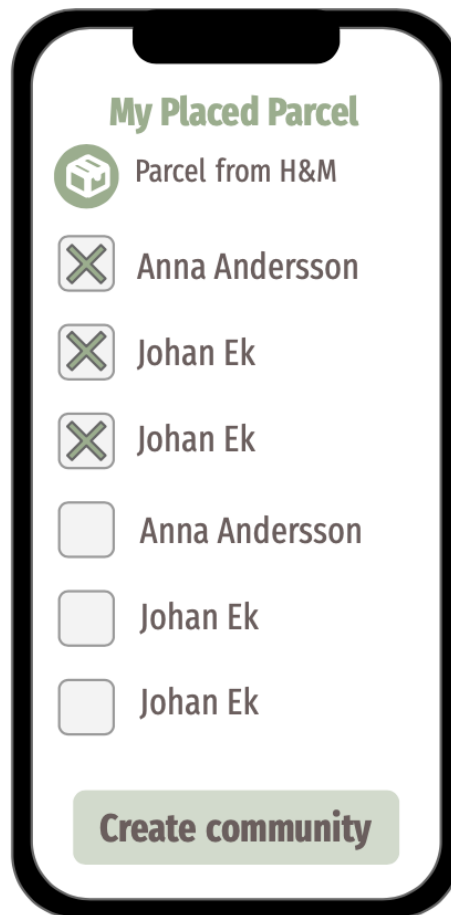 My Placed Parcel
Parcel from H&M
Anna Andersson
Johan Ek
Johan Ek
Anna Andersson
Johan Ek
Johan Ek
Create community